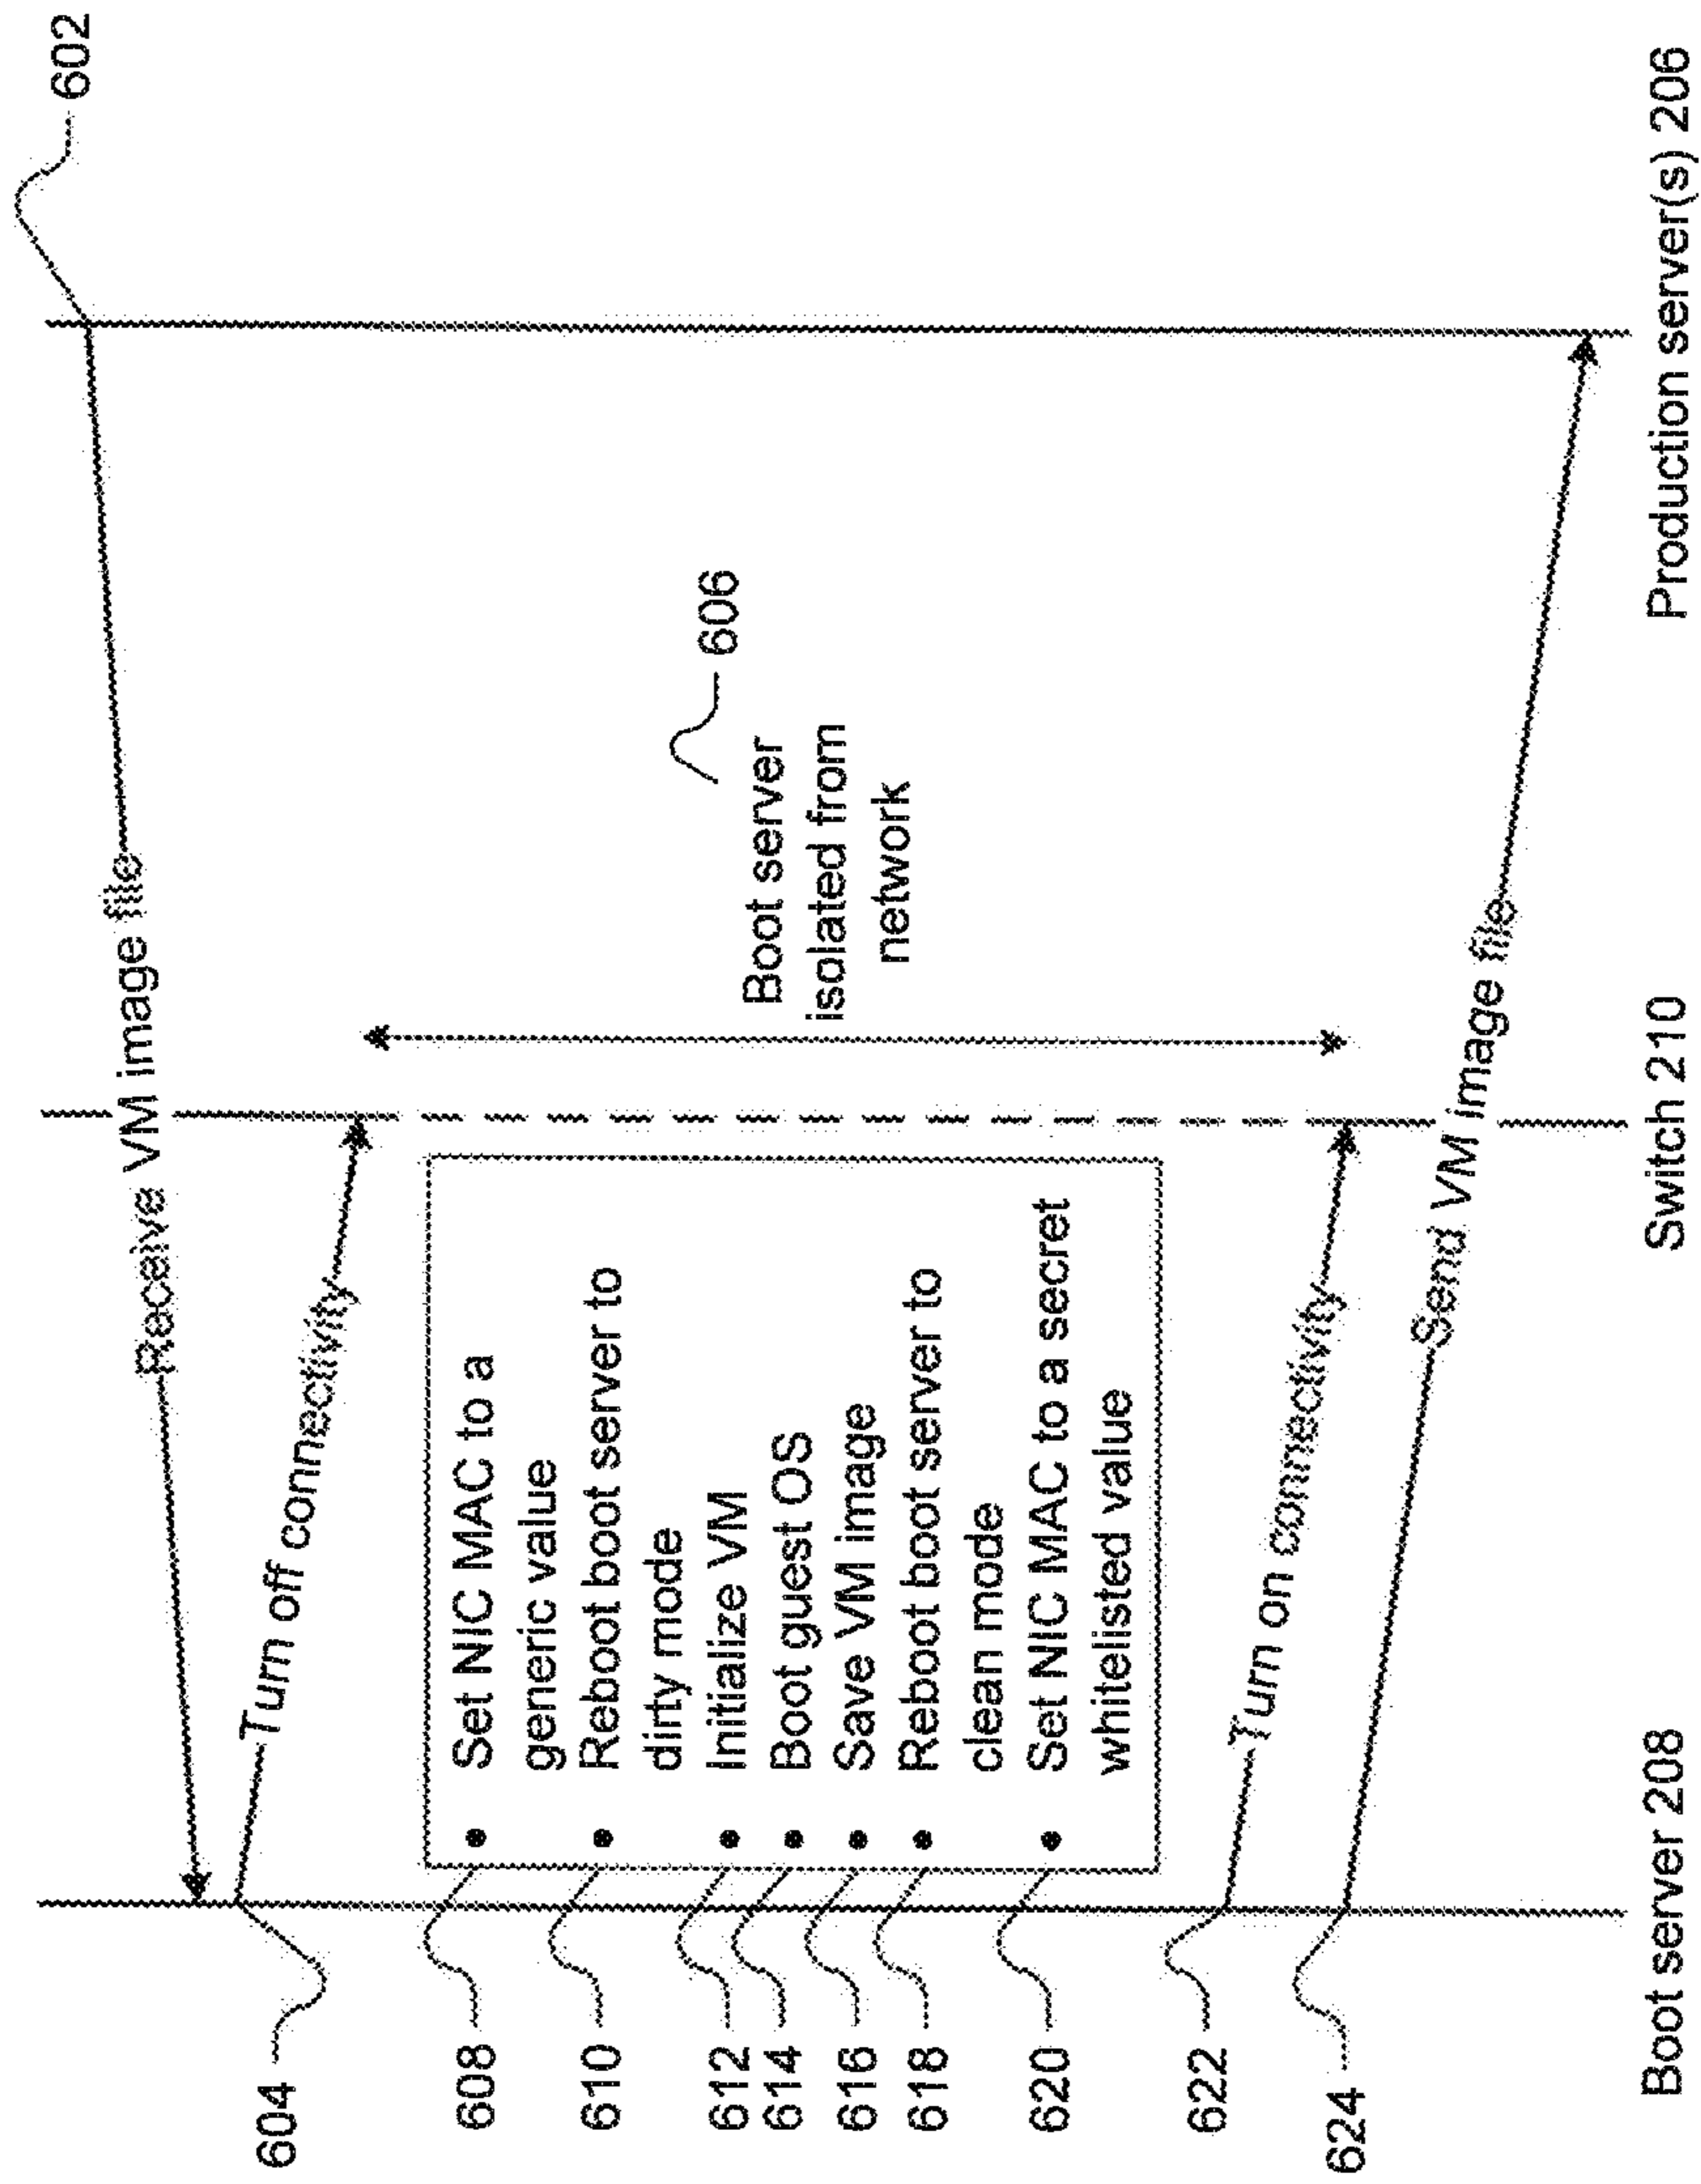 602
Receive VM image file
604
Turn off connectivity
606
Boot server
isolated from
network
608
• Set NIC MAC to a
generic value
610
• Reboot boot server to
dirty mode
612
• Initialize VM
614
• Boot guest OS
616
• Save VM image
618
• Reboot boot server to
clean mode
620
• Set NIC MAC to a secret
whitelisted value
622
Turn on connectivity
624
Send VM image file
Boot server 208
Switch 210
Production server(s) 206